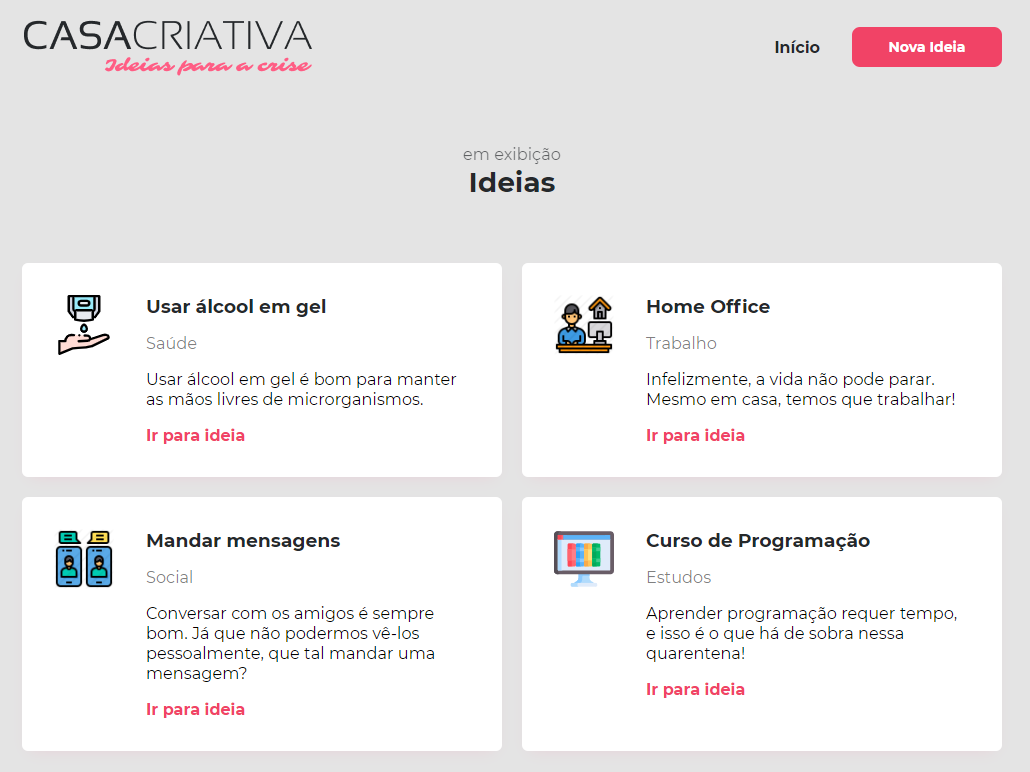 CASACRIATIVA
Ideias para a crise
Início
Nova Ideia
em exibição
Ideias
Usar álcool em gel
Saúde
Usar álcool em gel é bom para manter
as mãos livres de microrganismos.
Ir para ideia
Home Office
Trabalho
Infelizmente, a vida não pode parar.
Mesmo em casa, temos que trabalhar!
Ir para ideia
Mandar mensagens
Social
Conversar com os amigos é sempre
bom. Já que não podermos vê-los
pessoalmente, que tal mandar uma
mensagem?
Ir para ideia
Curso de Programação
Estudos
Aprender programação requer tempo,
e isso é o que há de sobra nessa
quarentena!
Ir para ideia